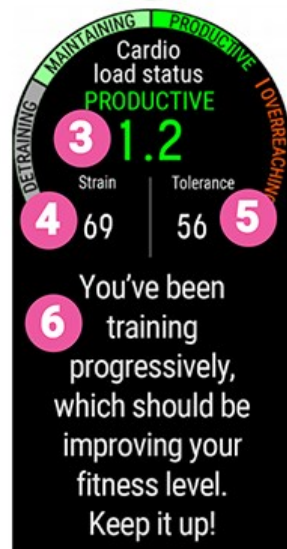 DETRAINING
MAINTAINING
PRODUCTIVE
OVERREACHING
Cardio
load status
PRODUCTIVE
3 1.2
Strain Tolerance
4 69 56 5
6 You’ve been
training
progressively,
which should be
improving your
fitness level.
Keep it up!